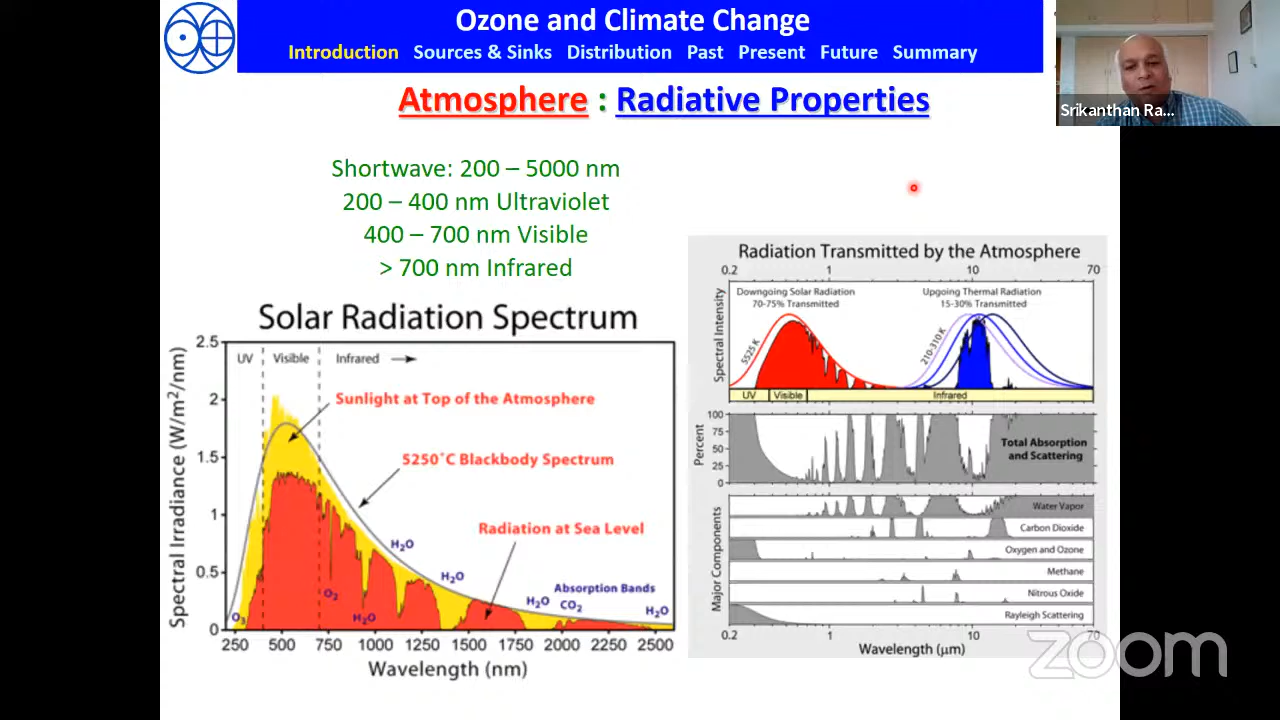 Ozone and Climate Change
Introduction Sources & Sinks Distribution Past Present Future Summary
Srikanthan Ra...
Atmosphere : Radiative Properties
Shortwave: 200 – 5000 nm
200 – 400 nm Ultraviolet
400 – 700 nm Visible
> 700 nm Infrared
Solar Radiation Spectrum
UV Visible Infrared
Sunlight at Top of the Atmosphere
5250°C Blackbody Spectrum
Radiation at Sea Level
Absorption Bands
O3 O2 H2O H2O H2O H2O CO2 H2O
Spectral Irradiance (W/m2/nm)
2.5
2
1.5
1
0.5
0
250 500 750 1000 1250 1500 1750 2000 2250 2500
Wavelength (nm)
Radiation Transmitted by the Atmosphere
0.2 1 10 70
Downgoing Solar Radiation
70-75% Transmitted
Upgoing Thermal Radiation
15-30% Transmitted
Spectral Intensity
5525 K
210-310 K
UV Visible Infrared
Percent
100
75
50
25
0
Total Absorption
and Scattering
Major Components
Water Vapor
Carbon Dioxide
Oxygen and Ozone
Methane
Nitrous Oxide
Rayleigh Scattering
0.2 1 10 70
Wavelength (μm)
zoom